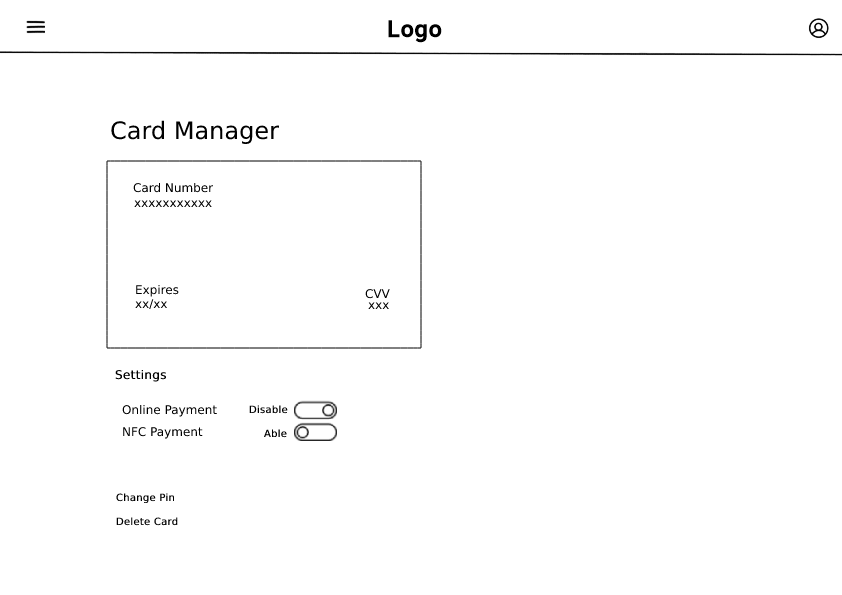 Logo
Card Manager
Card Number
xxxxxxxxxxx
Expires
xx/xx
CVV
xxx
Settings
Online Payment Disable
NFC Payment Able
Change Pin
Delete Card